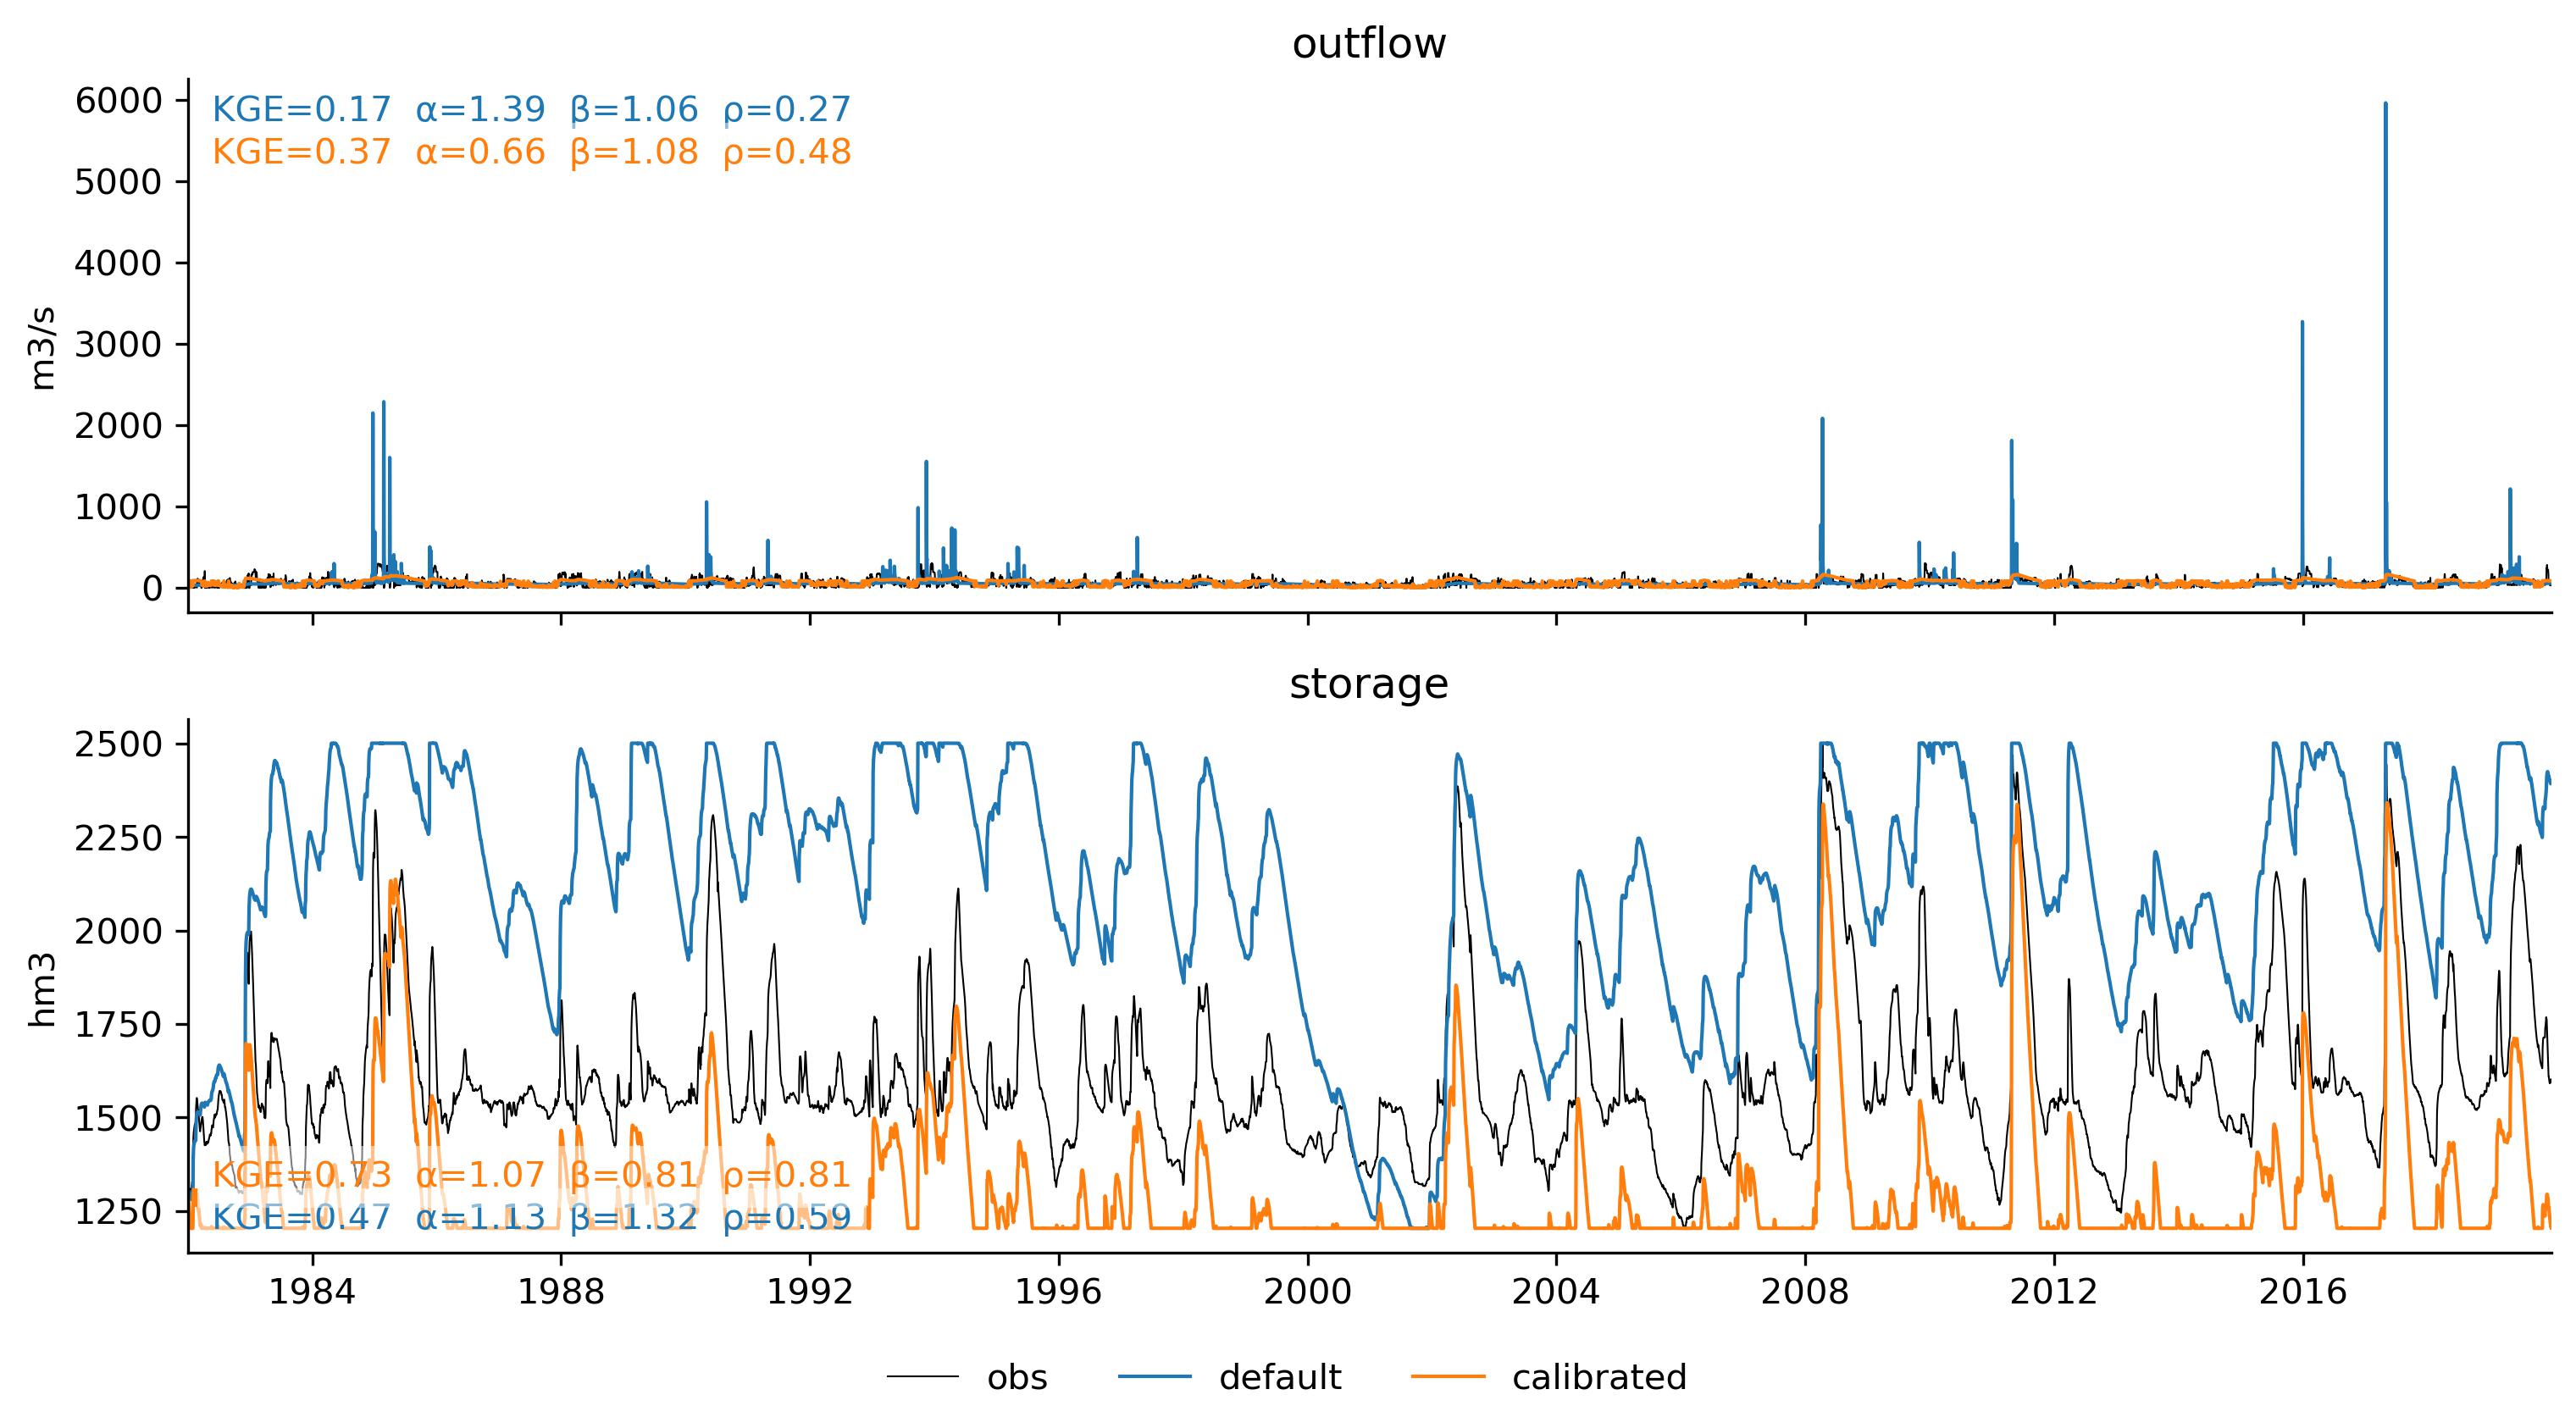 outflow
6000
5000
4000
3000
2000
1000
0
m3/s
KGE=0.17 α=1.39 β=1.06 ρ=0.27
KGE=0.37 α=0.66 β=1.08 ρ=0.48
storage
2500
2250
2000
1750
1500
1250
hm3
KGE=0.73 α=1.07 β=0.81 ρ=0.81
KGE=0.47 α=1.13 β=1.32 ρ=0.59
1984 1988 1992 1996 2000 2004 2008 2012 2016
obs default calibrated